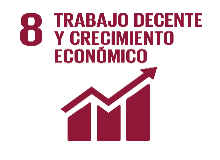 8 TRABAJO DECENTE
Y CRECIMIENTO
ECONÓMICO